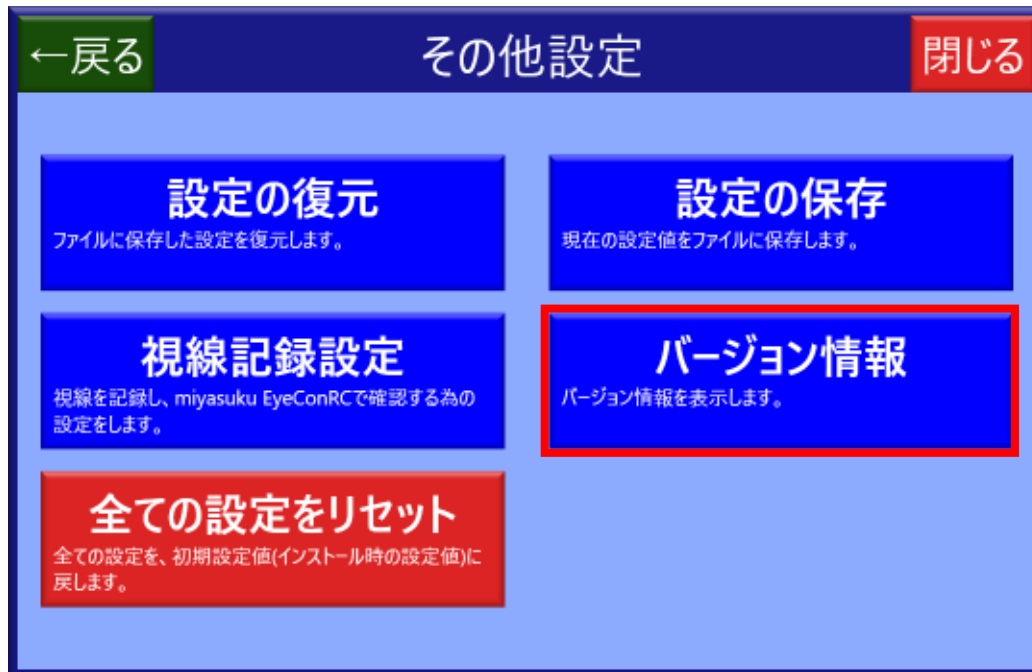 ←戻る
その他設定
閉じる
設定の復元
ファイルに保存した設定を復元します。
設定の保存
現在の設定値をファイルに保存します。
視線記録設定
視線を記録し、miyasuku EyeConRCで確認する為の
設定をします。
バージョン情報
バージョン情報を表示します。
全ての設定をリセット
全ての設定を、初期設定値(インストール時の設定値)に
戻します。